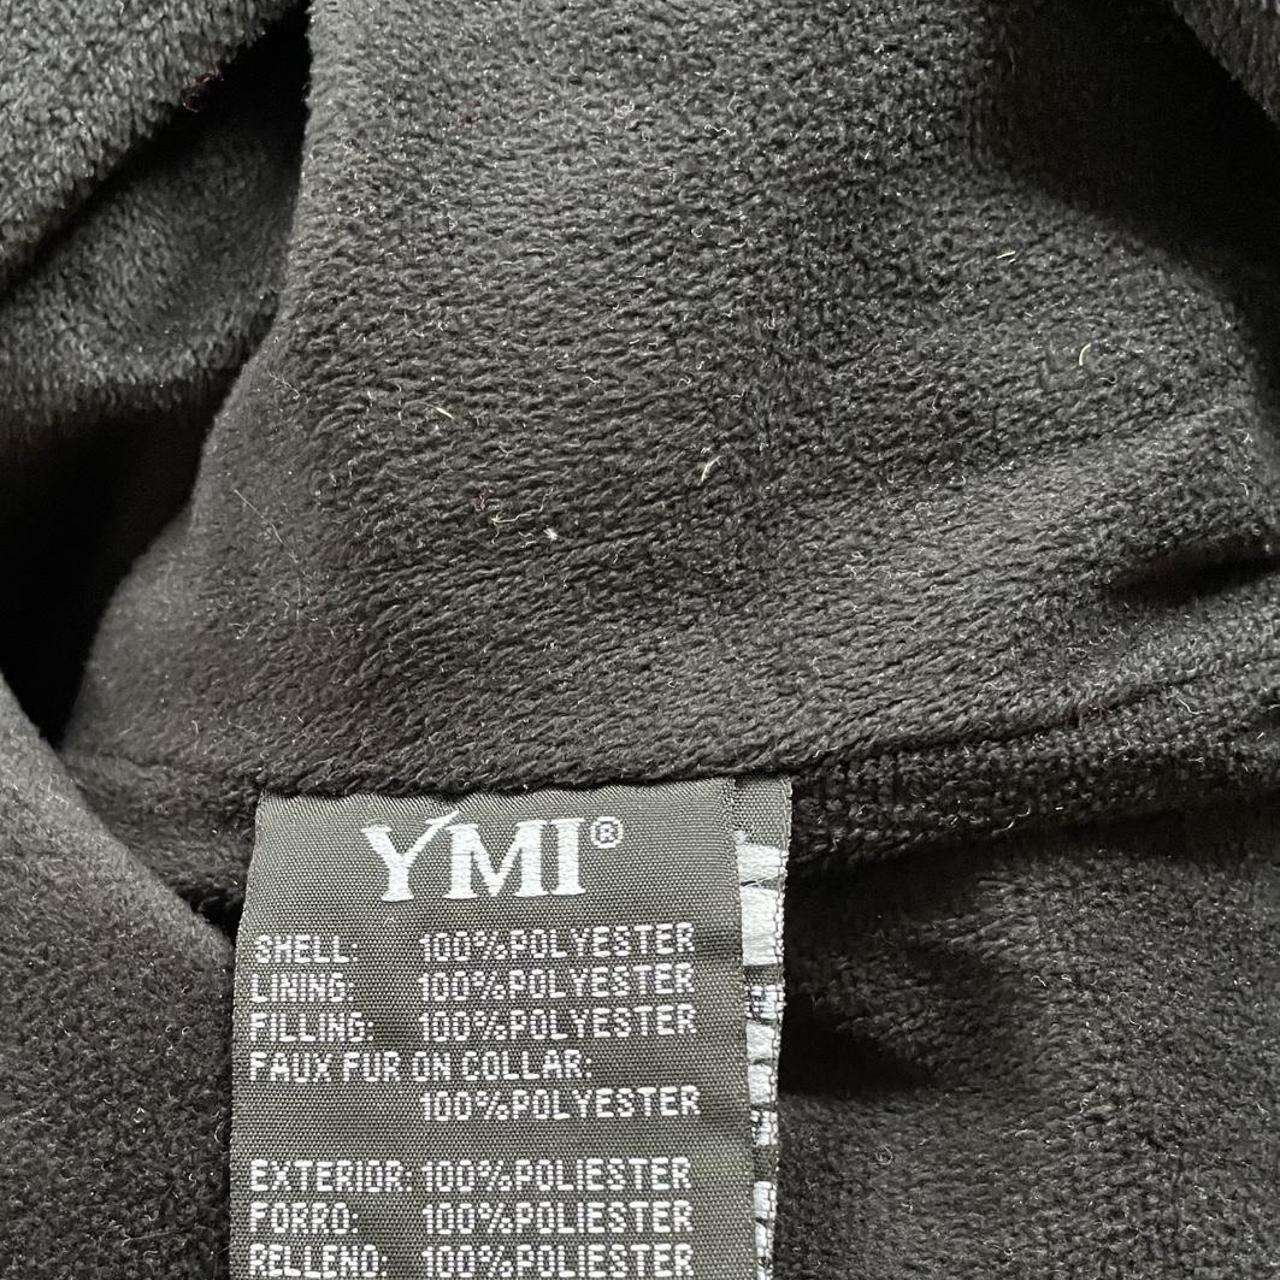 YMI®
SHELL: 100%POLYESTER
LINING: 100%POLYESTER
FILLING: 100%POLYESTER
FAUX FUR ON COLLAR:
100%POLYESTER
EXTERIOR: 100%POLIESTER
FORRO: 100%POLIESTER
RELLENO: 100%POLIESTER